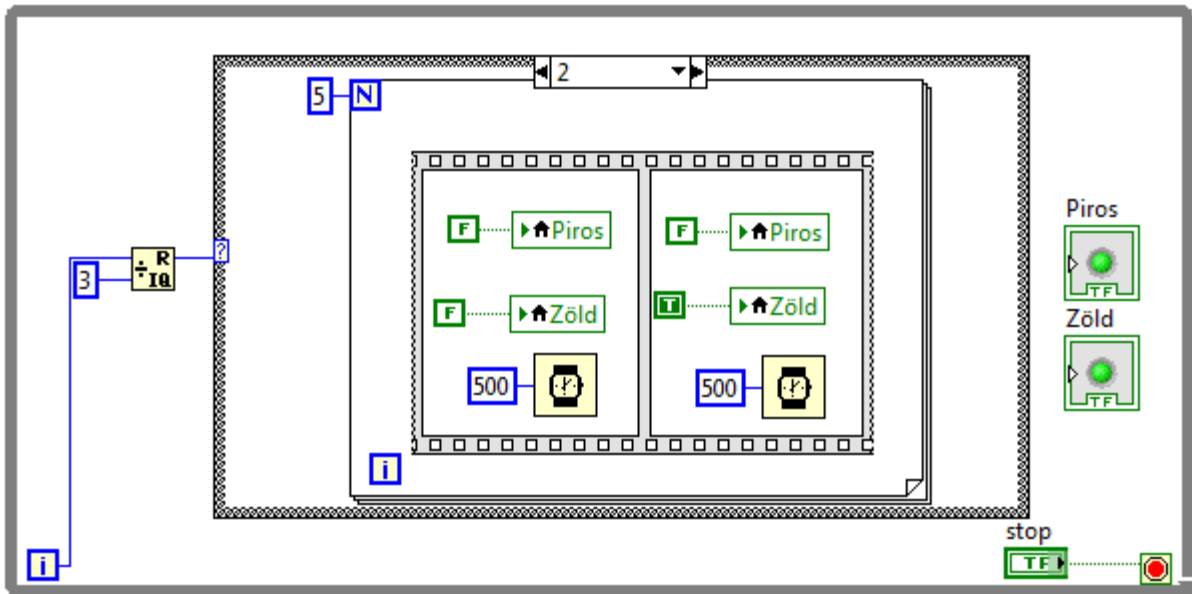 2
5 N
F Piros F Piros
Piros
TF
3 R IQ ?
F Zöld T Zöld
Zöld
TF
500 500
i
stop
i TF